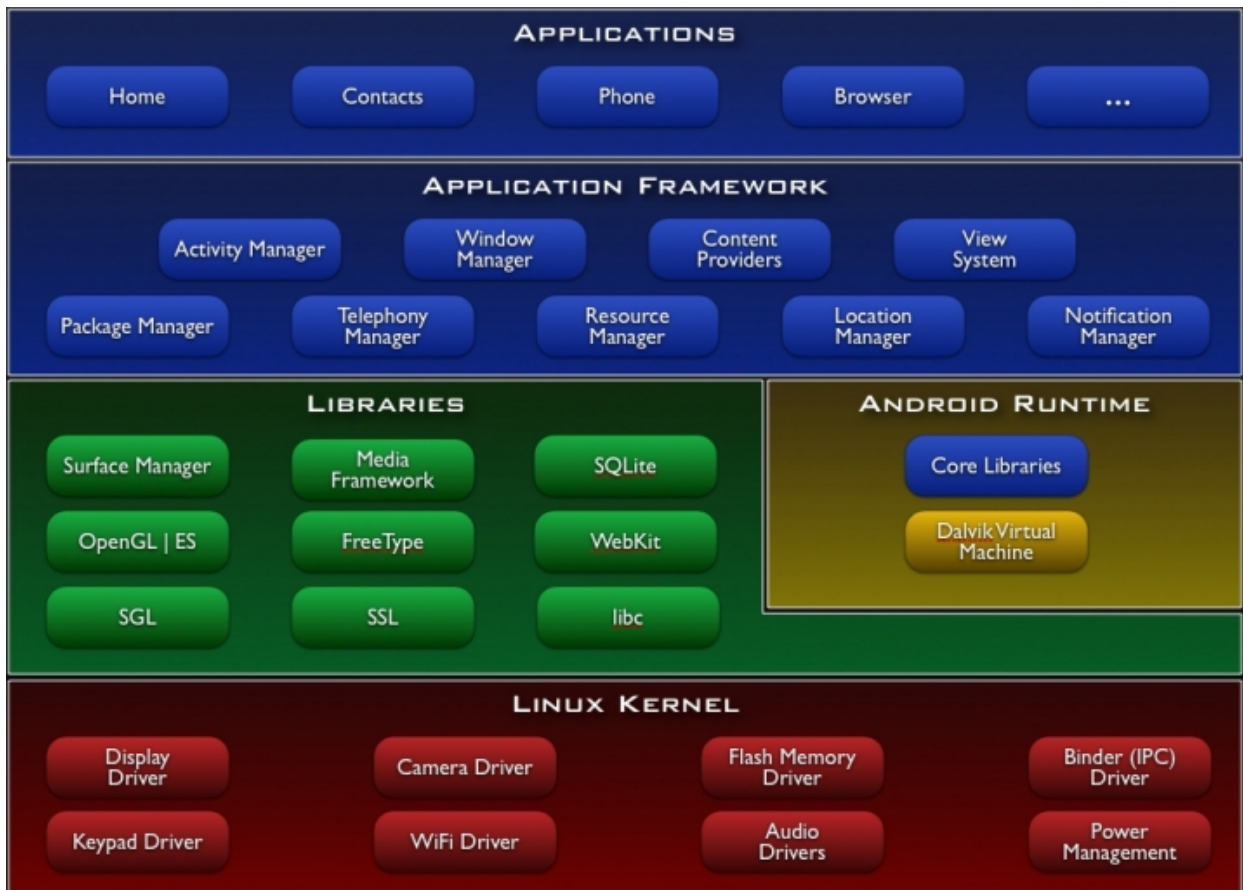 APPLICATIONS
Home
Contacts
Phone
Browser
...
APPLICATION FRAMEWORK
Activity Manager
Window
Manager
Content
Providers
View
System
Package Manager
Telephony
Manager
Resource
Manager
Location
Manager
Notification
Manager
LIBRARIES
Surface Manager
Media
Framework
SQLite
OpenGL | ES
FreeType
WebKit
SGL
SSL
libc
ANDROID RUNTIME
Core Libraries
Dalvik Virtual
Machine
LINUX KERNEL
Display
Driver
Camera Driver
Flash Memory
Driver
Binder (IPC)
Driver
Keypad Driver
WiFi Driver
Audio
Drivers
Power
Management